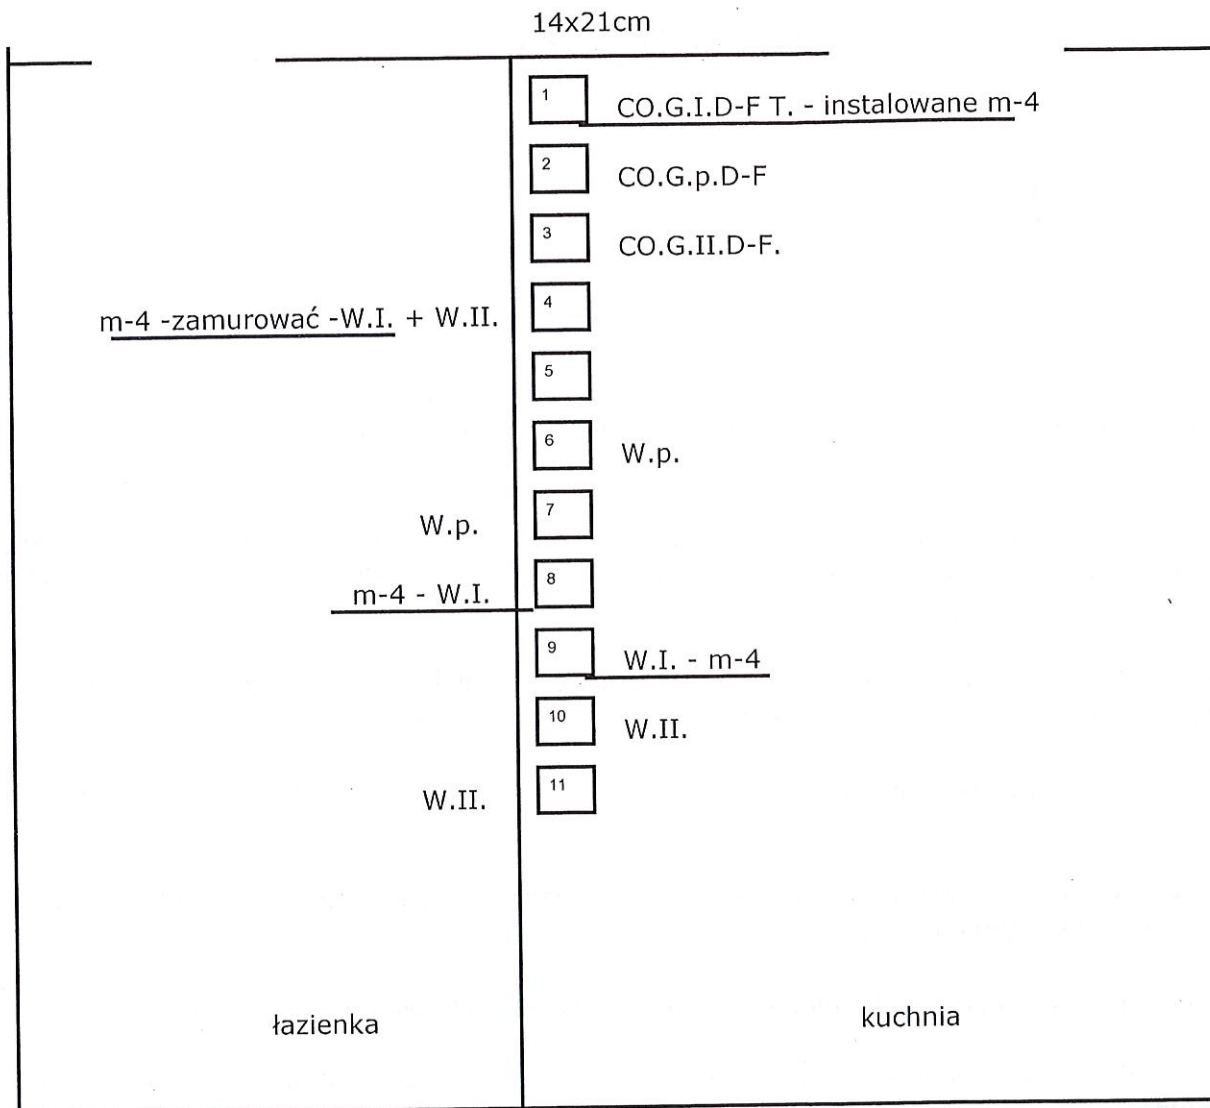 14x21cm
1 CO.G.I.D-F T. - instalowane m-4
2 CO.G.p.D-F
3 CO.G.II.D-F.
m-4 -zamurować -W.I. + W.II. 4
5
6 W.p.
W.p. 7
m-4 - W.I. 8
9 W.I. - m-4
10 W.II.
W.II. 11
łazienka kuchnia